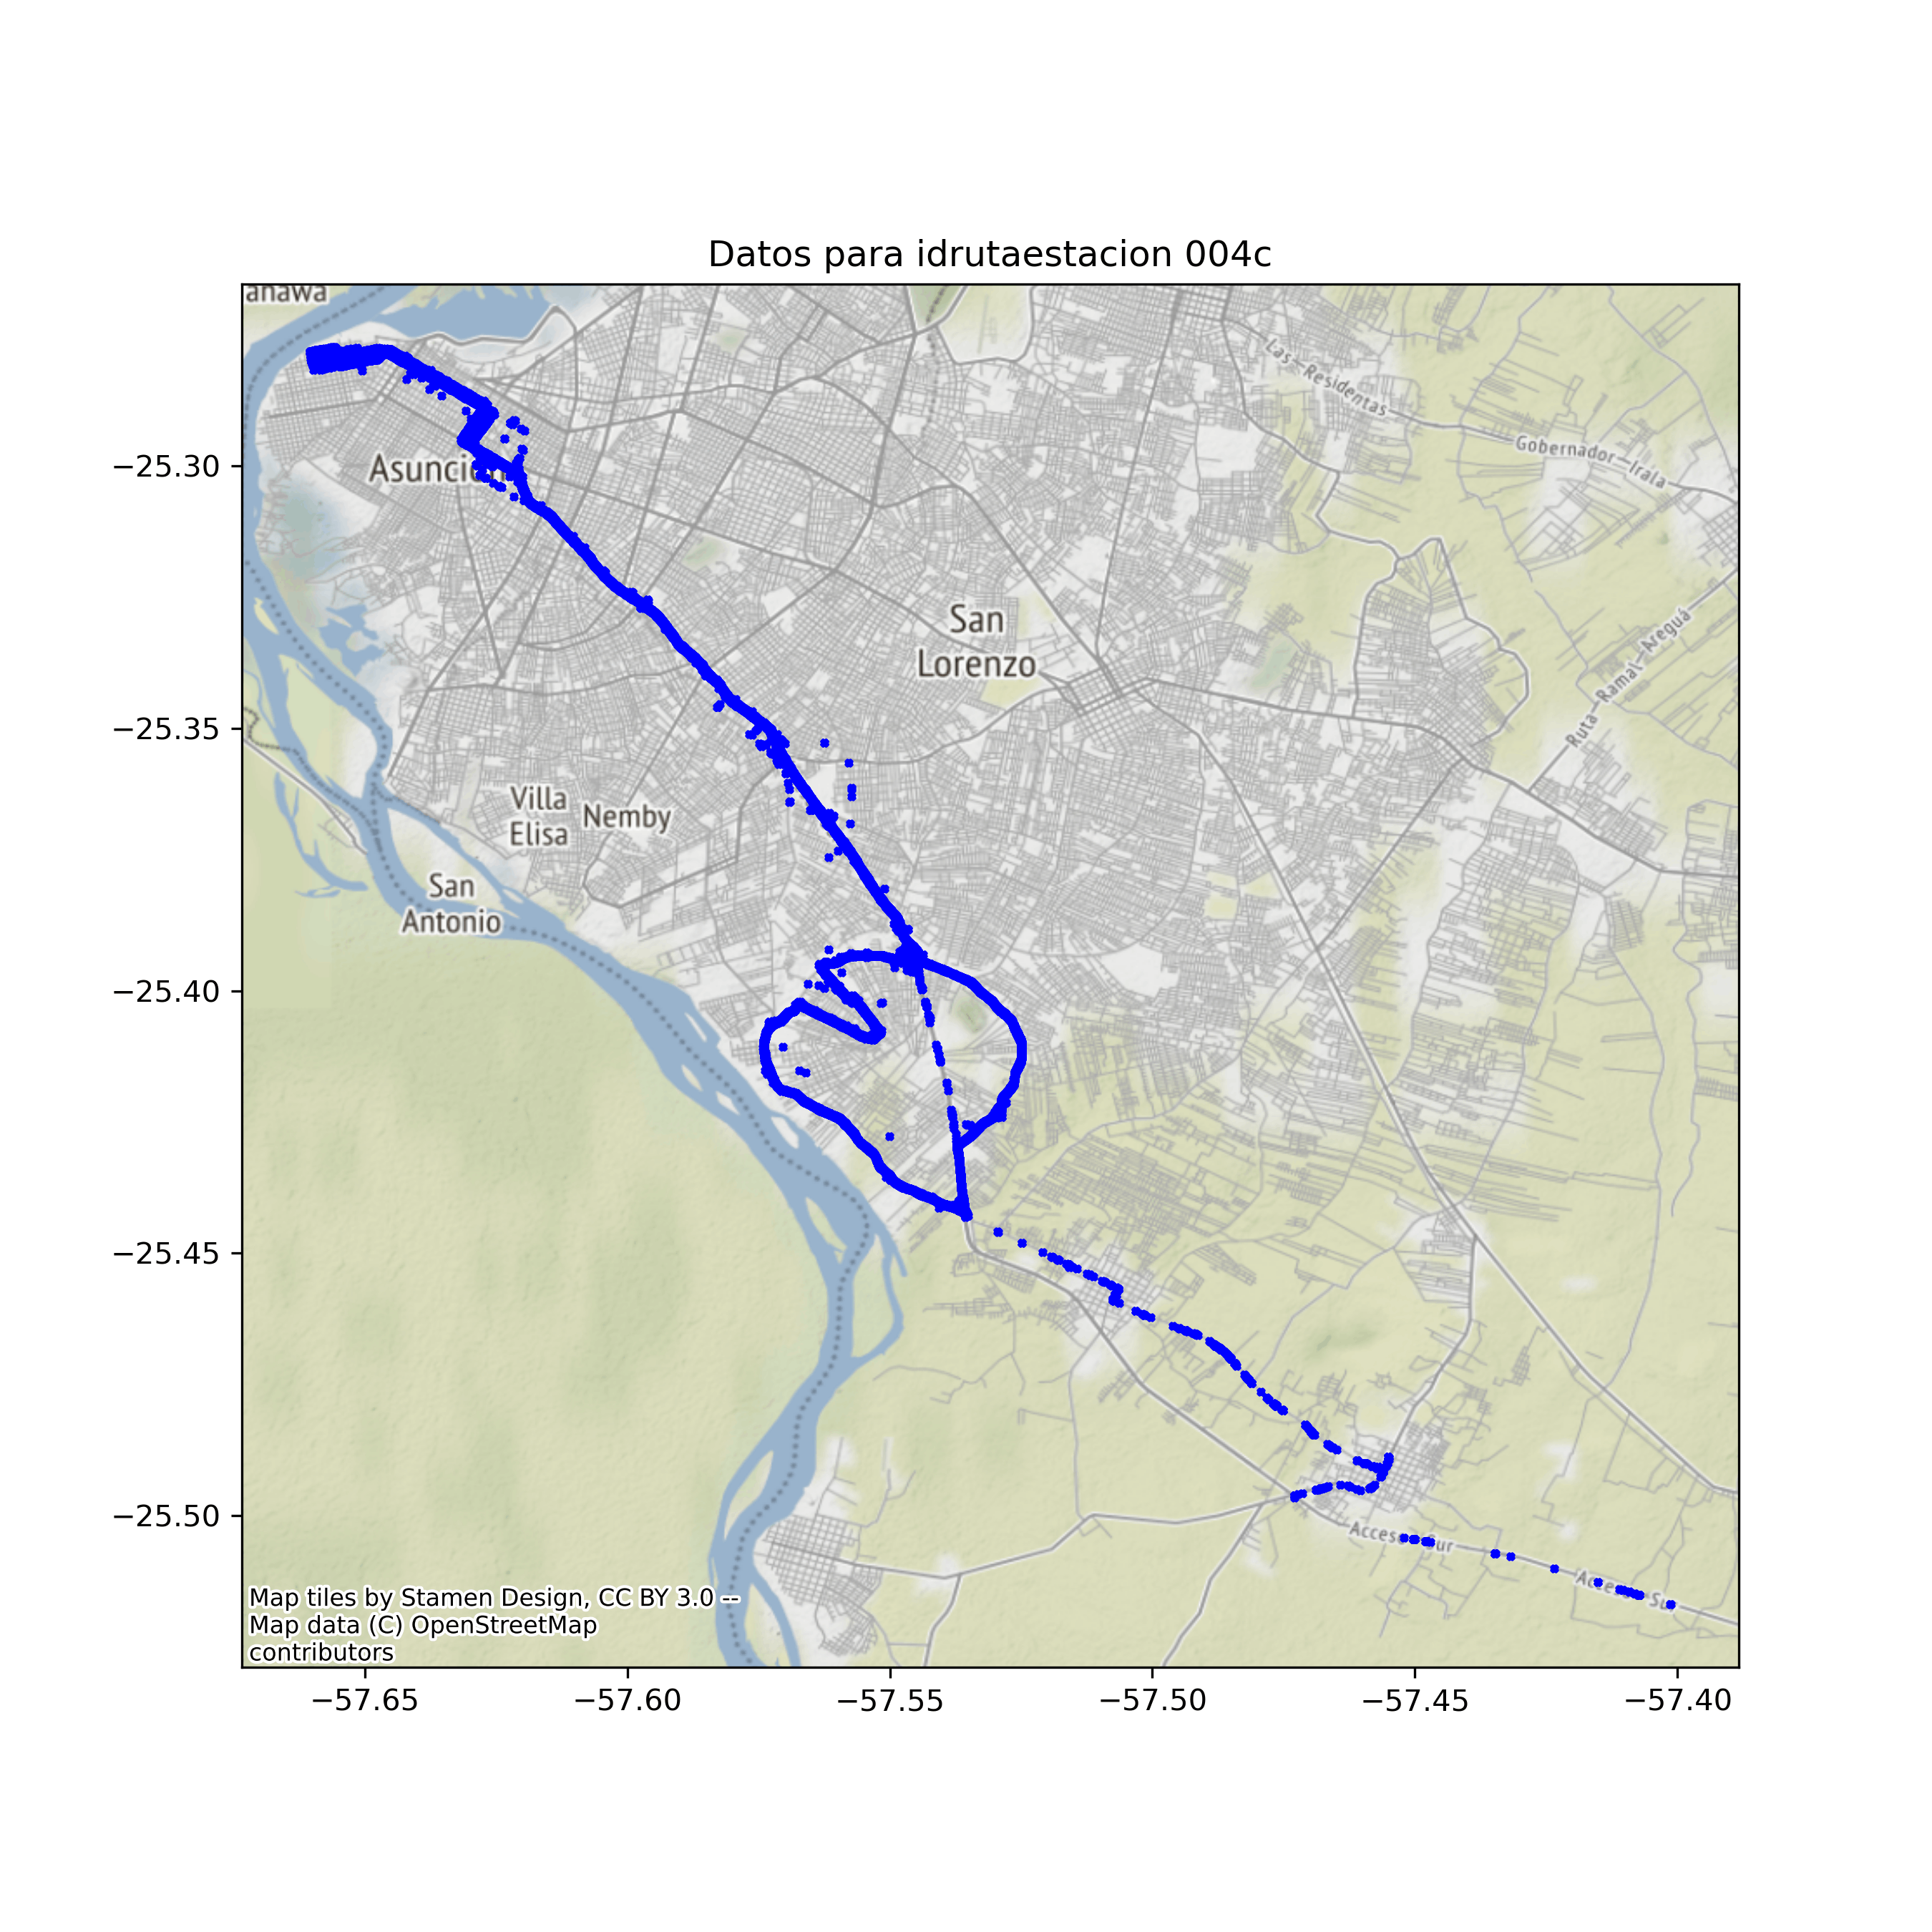 Datos para idrutaestacion 004c
anawa
Las-Residentas
Gobernador-Irala
−25.30
Asunción
San
Lorenzo
Ruta Ramal Areguá
−25.35
Villa
Elisa
Nemby
San
Antonio
−25.40
−25.45
−25.50
Acceso Sur
Acceso Sur
Map tiles by Stamen Design, CC BY 3.0 --
Map data (C) OpenStreetMap
contributors
−57.65
−57.60
−57.55
−57.50
−57.45
−57.40